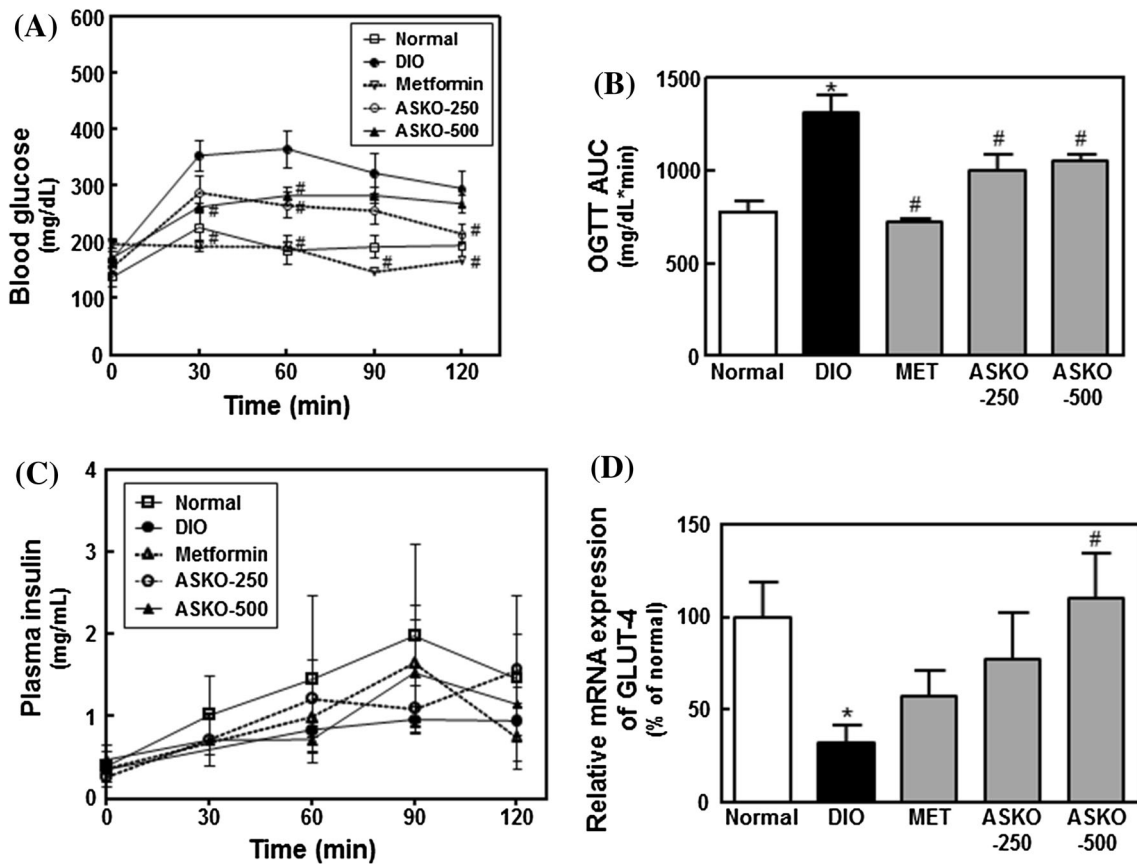 (A)
Blood glucose
(mg/dL)
600
500
400
300
200
100
0
Normal
DIO
Metformin
ASKO-250
ASKO-500
#
#
#
#
#
#
#
#
0 30 60 90 120
Time (min)
(B)
OGTT AUC
(mg/dL*min)
1500
1000
500
0
*
#
#
#
Normal DIO MET ASKO ASKO
-250 -500
(C)
Plasma insulin
(mg/mL)
4
3
2
1
0
Normal
DIO
Metformin
ASKO-250
ASKO-500
0 30 60 90 120
Time (min)
(D)
Relative mRNA expression
of GLUT-4
(% of normal)
150
100
50
0
*
#
Normal DIO MET ASKO ASKO
-250 -500